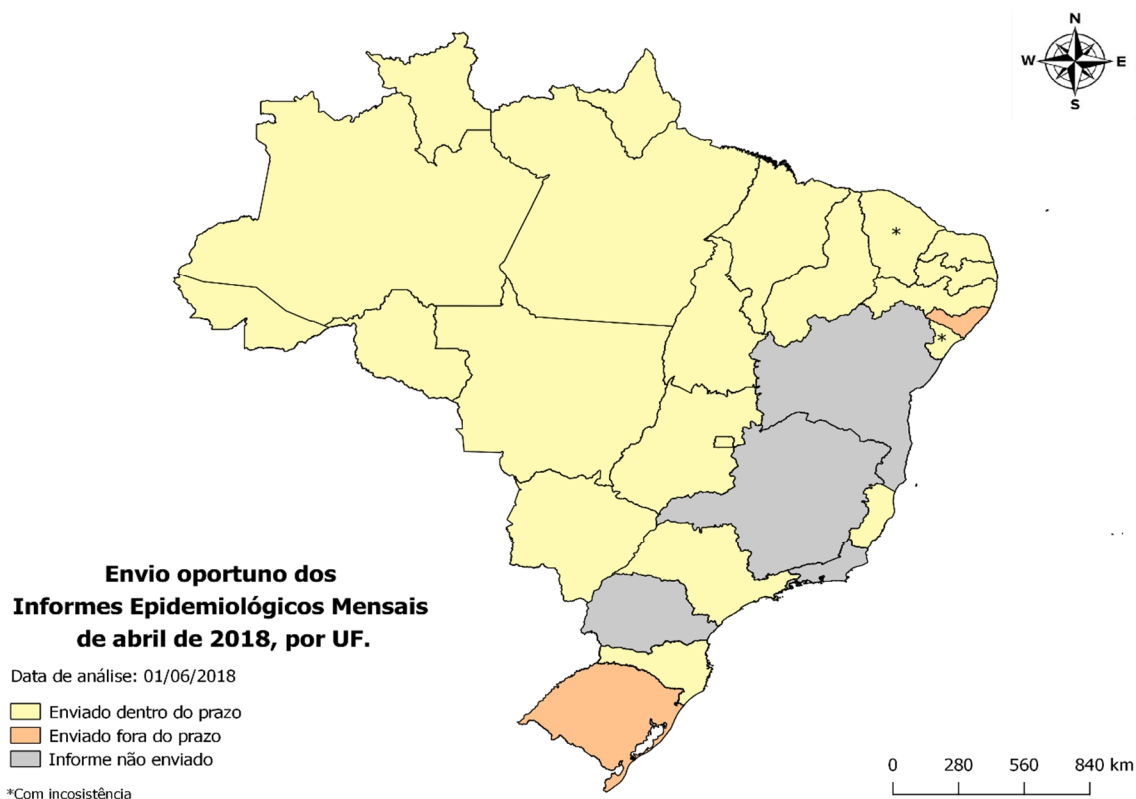 N
W E
S
*
*
Envio oportuno dos
Informes Epidemiológicos Mensais
de abril de 2018, por UF.
Data de análise: 01/06/2018
Enviado dentro do prazo
Enviado fora do prazo
Informe não enviado
*Com incosistência
0 280 560 840 km